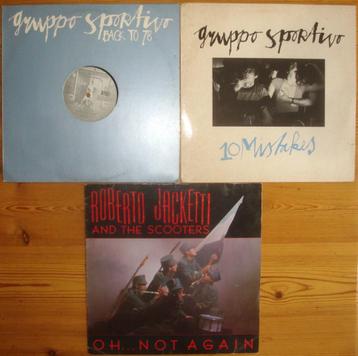 gruppo sportivo
BACK TO 78
gruppo sportivo
10 Mistakes
ROBERTO JACKETTI
AND THE SCOOTERS
OH... NOT AGAIN